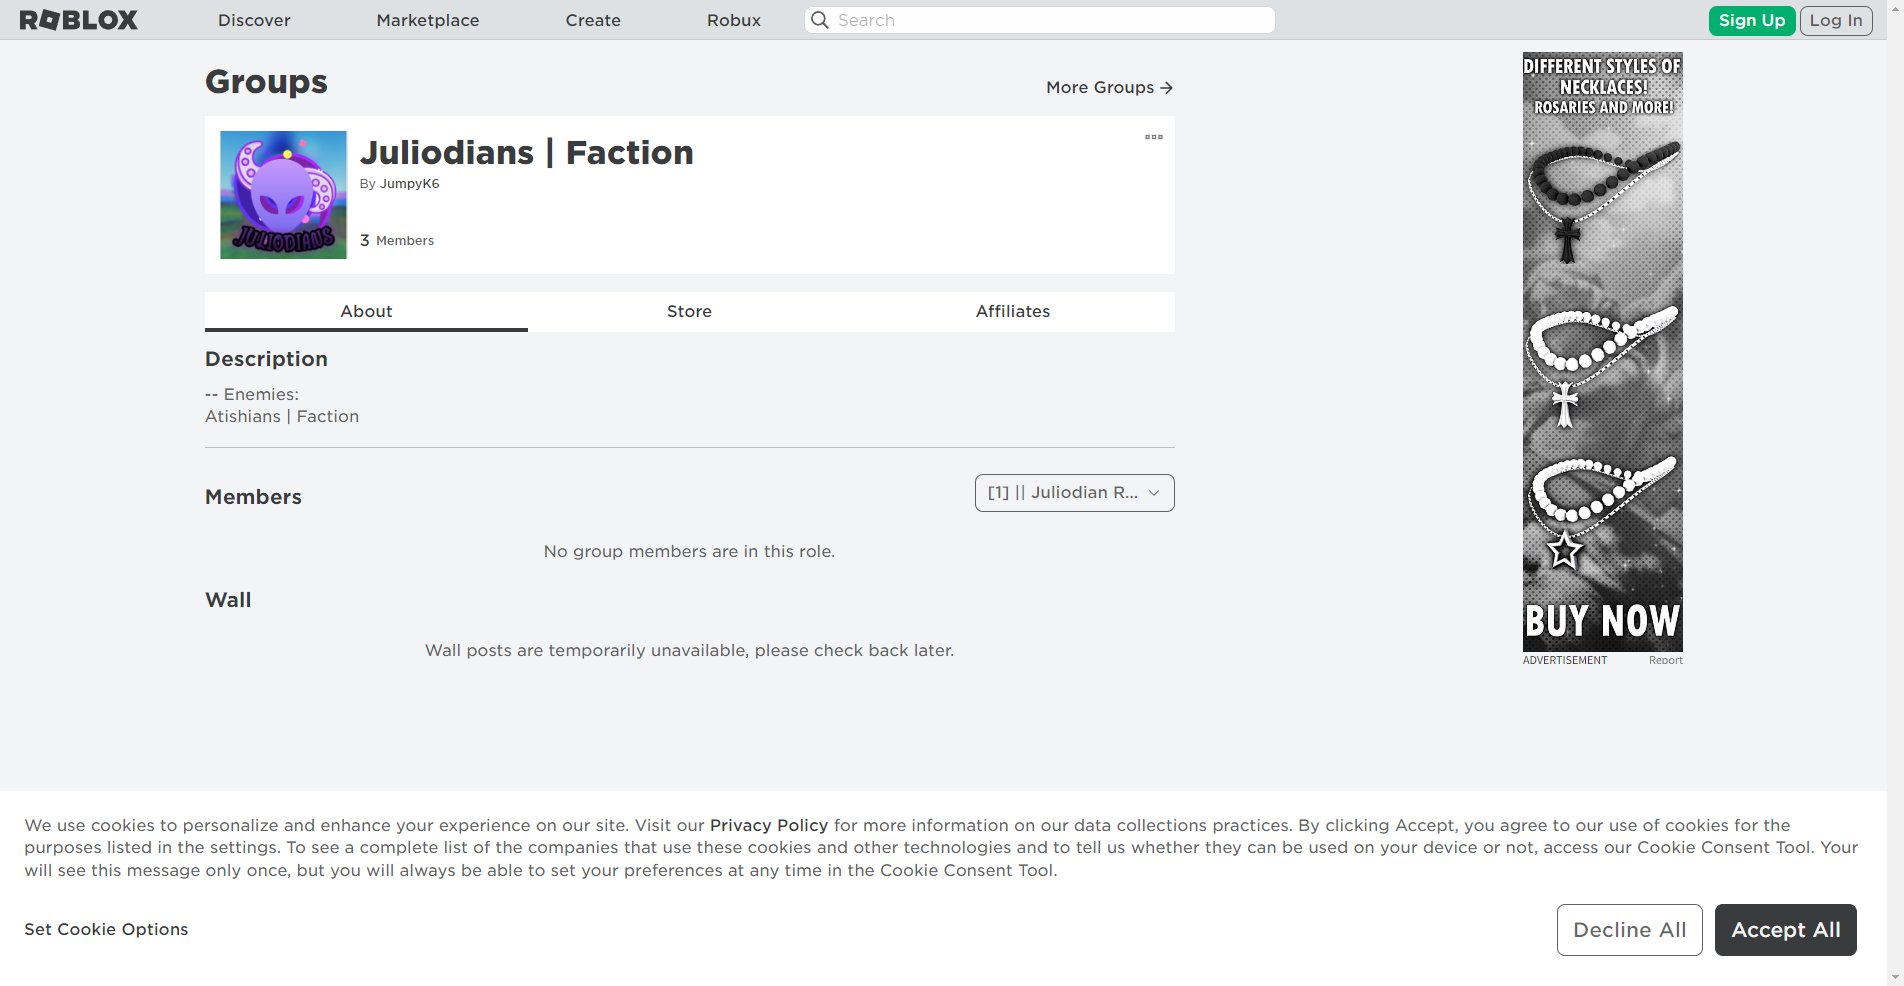 ROBLOX
Discover
Marketplace
Create
Robux
Search
Sign Up
Log In
Groups
More Groups
Juliodians | Faction
By JumpyK6
3 Members
JULIODIANS
About
Store
Affiliates
Description
-- Enemies:
Atishians | Faction
Members
[1] || Juliodian R...
No group members are in this role.
Wall
Wall posts are temporarily unavailable, please check back later.
DIFFERENT STYLES OF
NECKLACES!
ROSARIES AND MORE!
BUY NOW
ADVERTISEMENT
Report
We use cookies to personalize and enhance your experience on our site. Visit our Privacy Policy for more information on our data collections practices. By clicking Accept, you agree to our use of cookies for the
purposes listed in the settings. To see a complete list of the companies that use these cookies and other technologies and to tell us whether they can be used on your device or not, access our Cookie Consent Tool. Your
will see this message only once, but you will always be able to set your preferences at any time in the Cookie Consent Tool.
Set Cookie Options
Decline All
Accept All